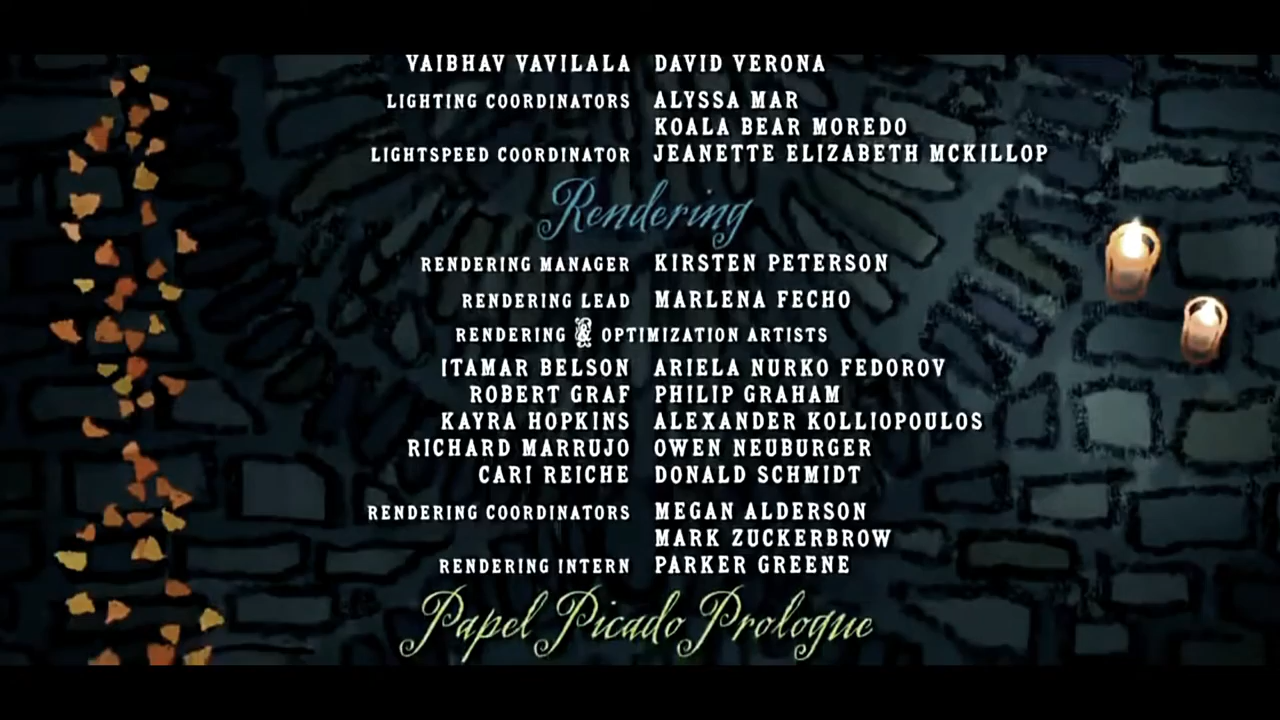 VAIBHAV VAVILALA DAVID VERONA
LIGHTING COORDINATORS ALYSSA MAR
KOALA BEAR MOREDO
LIGHTSPEED COORDINATOR JEANETTE ELIZABETH MCKILLOP
Rendering
RENDERING MANAGER KIRSTEN PETERSON
RENDERING LEAD MARLENA FECHO
RENDERING & OPTIMIZATION ARTISTS
ITAMAR BELSON ARIELA NURKO FEDOROV
ROBERT GRAF PHILIP GRAHAM
KAYRA HOPKINS ALEXANDER KOLLIOPOULOS
RICHARD MARRUJO OWEN NEUBURGER
CARI REICHE DONALD SCHMIDT
RENDERING COORDINATORS MEGAN ALDERSON
MARK ZUCKERBROW
RENDERING INTERN PARKER GREENE
Papel Picado Prologue